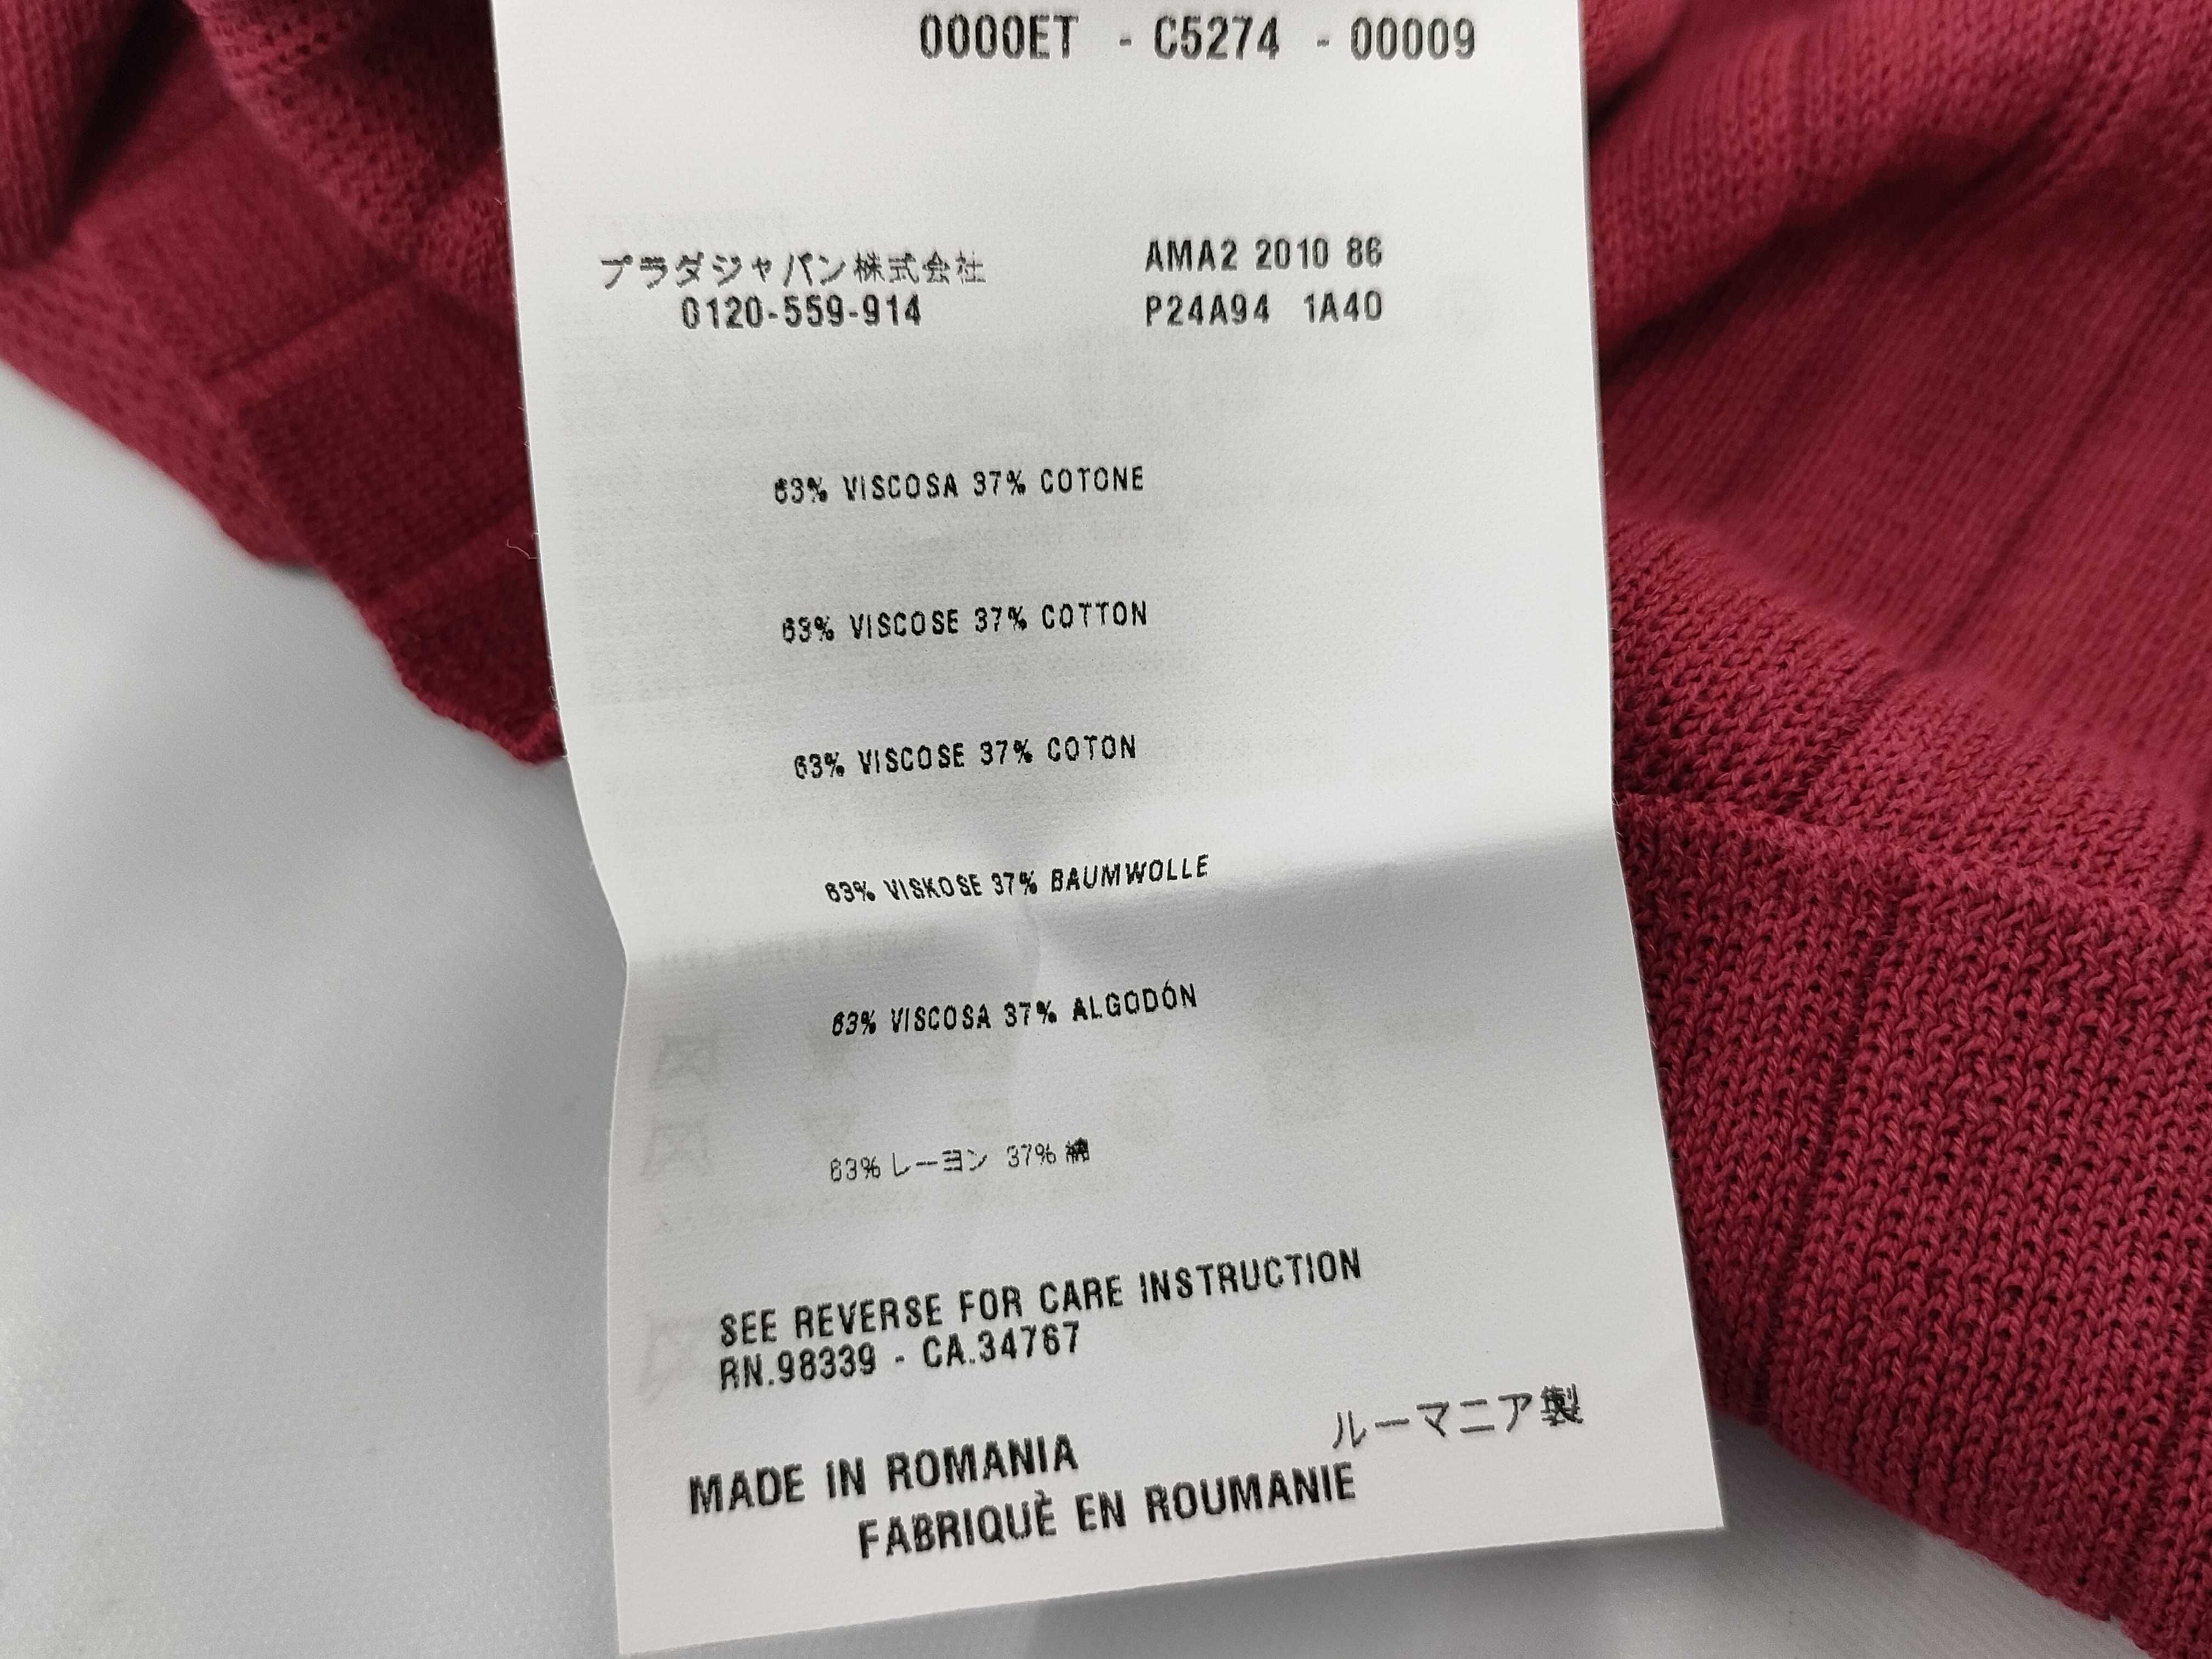 0000ET - C5274 - 00009
プラダジャパン株式会社
0120-559-914
AMA2 2010 86
P24A94 1A40
63% VISCOSA 37% COTONE
63% VISCOSE 37% COTTON
63% VISCOSE 37% COTON
63% VISKOSE 37% BAUMWOLLE
63% VISCOSA 37% ALGODÓN
63% レーヨン 37% 綿
SEE REVERSE FOR CARE INSTRUCTION
RN.98339 - CA.34767
ルーマニア製
MADE IN ROMANIA
FABRIQUÈ EN ROUMANIE